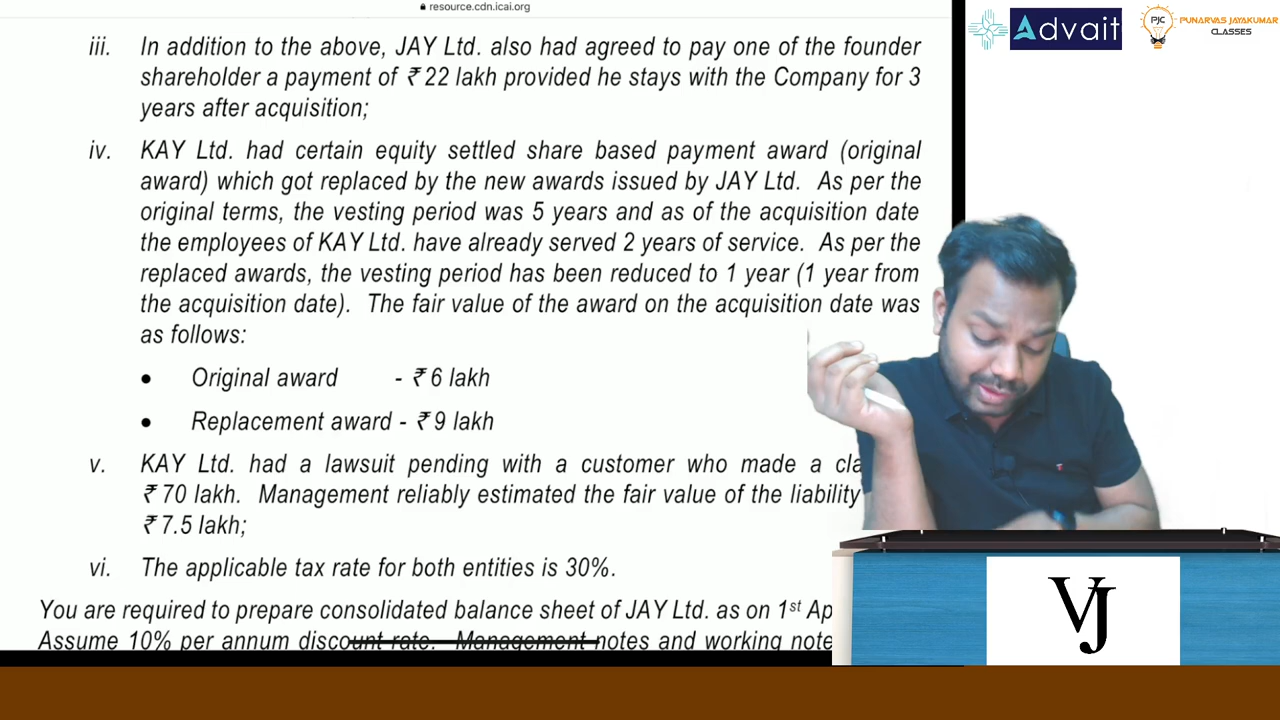 resource.cdn.icai.org
Advait
PJC
PUNARVAS JAYAKUMAR
CLASSES
iii. In addition to the above, JAY Ltd. also had agreed to pay one of the founder
shareholder a payment of ₹ 22 lakh provided he stays with the Company for 3
years after acquisition;
iv. KAY Ltd. had certain equity settled share based payment award (original
award) which got replaced by the new awards issued by JAY Ltd. As per the
original terms, the vesting period was 5 years and as of the acquisition date
the employees of KAY Ltd. have already served 2 years of service. As per the
replaced awards, the vesting period has been reduced to 1 year (1 year from
the acquisition date). The fair value of the award on the acquisition date was
as follows:
• Original award - ₹ 6 lakh
• Replacement award - ₹ 9 lakh
v. KAY Ltd. had a lawsuit pending with a customer who made a
₹ 70 lakh. Management reliably estimated the fair value of the liability
₹ 7.5 lakh;
vi. The applicable tax rate for both entities is 30%.
You are required to prepare consolidated balance sheet of JAY Ltd. as on 1st
Assume 10% per annum discount rate. Management notes and working
VJ